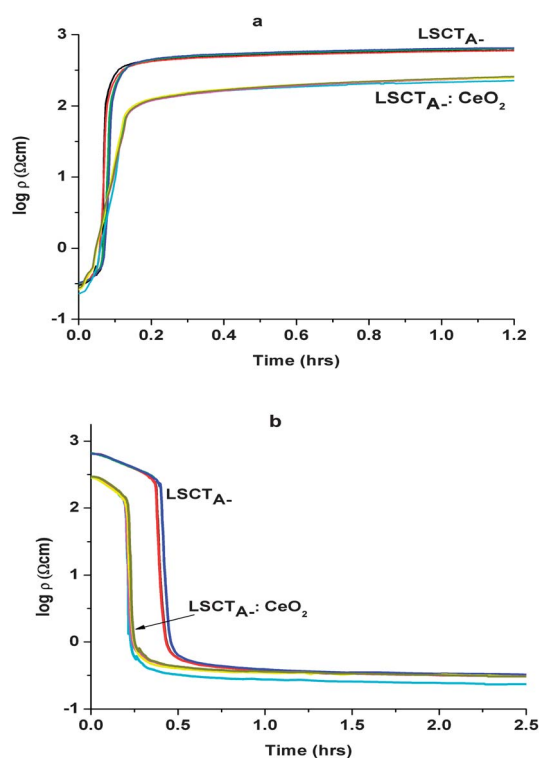 a
LSCTA-
LSCTA-: CeO2
log ρ (Ωcm)
3
2
1
0
-1
0.0 0.2 0.4 0.6 0.8 1.0 1.2
Time (hrs)
b
LSCTA-
LSCTA-: CeO2
log ρ (Ωcm)
3
2
1
0
-1
0.0 0.5 1.0 1.5 2.0 2.5
Time (hrs)